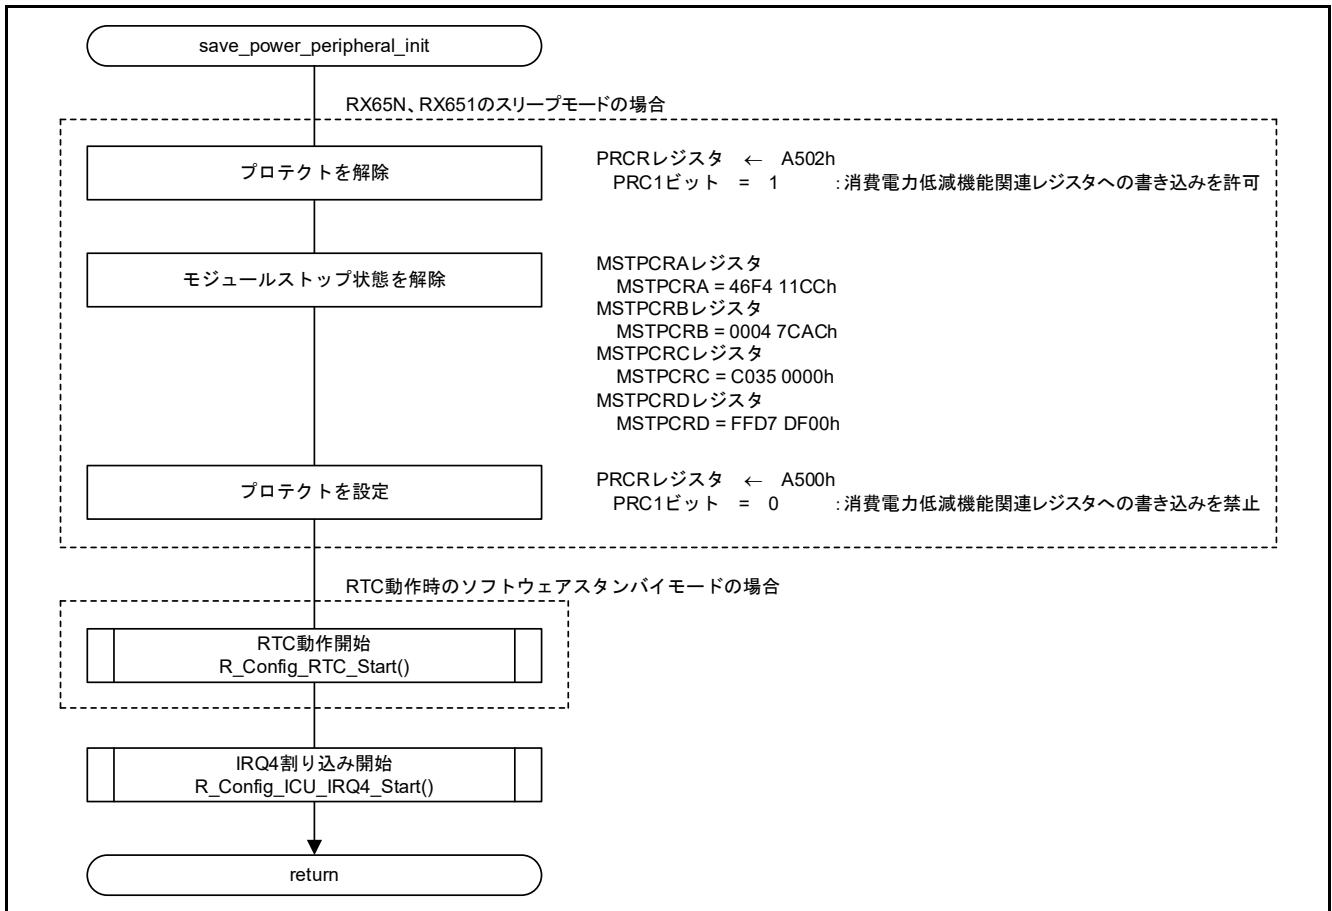 save_power_peripheral_init
RX65N、RX651のスリープモードの場合
プロテクトを解除
PRCRレジスタ ← A502h
PRC1ビット = 1 :消費電力低減機能関連レジスタへの書き込みを許可
モジュールストップ状態を解除
MSTPCRAレジスタ
MSTPCRA = 46F4 11CCh
MSTPCRBレジスタ
MSTPCRB = 0004 7CACh
MSTPCRCレジスタ
MSTPCRC = C035 0000h
MSTPCRDレジスタ
MSTPCRD = FFD7 DF00h
プロテクトを設定
PRCRレジスタ ← A500h
PRC1ビット = 0 :消費電力低減機能関連レジスタへの書き込みを禁止
RTC動作時のソフトウェアスタンバイモードの場合
RTC動作開始
R_Config_RTC_Start()
IRQ4割り込み開始
R_Config_ICU_IRQ4_Start()
return